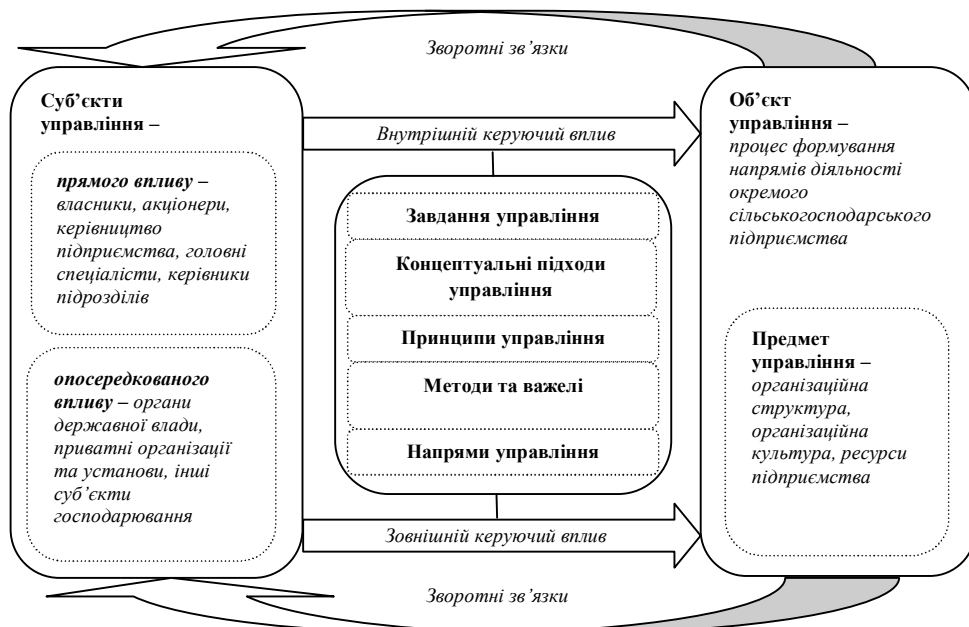 Зворотні зв’язки
Суб’єкти
управління –
прямого впливу –
власники, акціонери,
керівництво
підприємства, головні
спеціалісти, керівники
підрозділів
опосередкованого
впливу – органи
державної влади,
приватні організації
та установи, інші
суб’єкти
господарювання
Внутрішній керуючий вплив
Завдання управління
Концептуальні підходи
управління
Принципи управління
Методи та важелі
Напрями управління
Зовнішній керуючий вплив
Об’єкт
управління –
процес формування
напрямів діяльності
окремого
сільськогосподарського
підприємства
Предмет
управління –
організаційна
структура,
організаційна
культура, ресурси
підприємства
Зворотні зв’язки